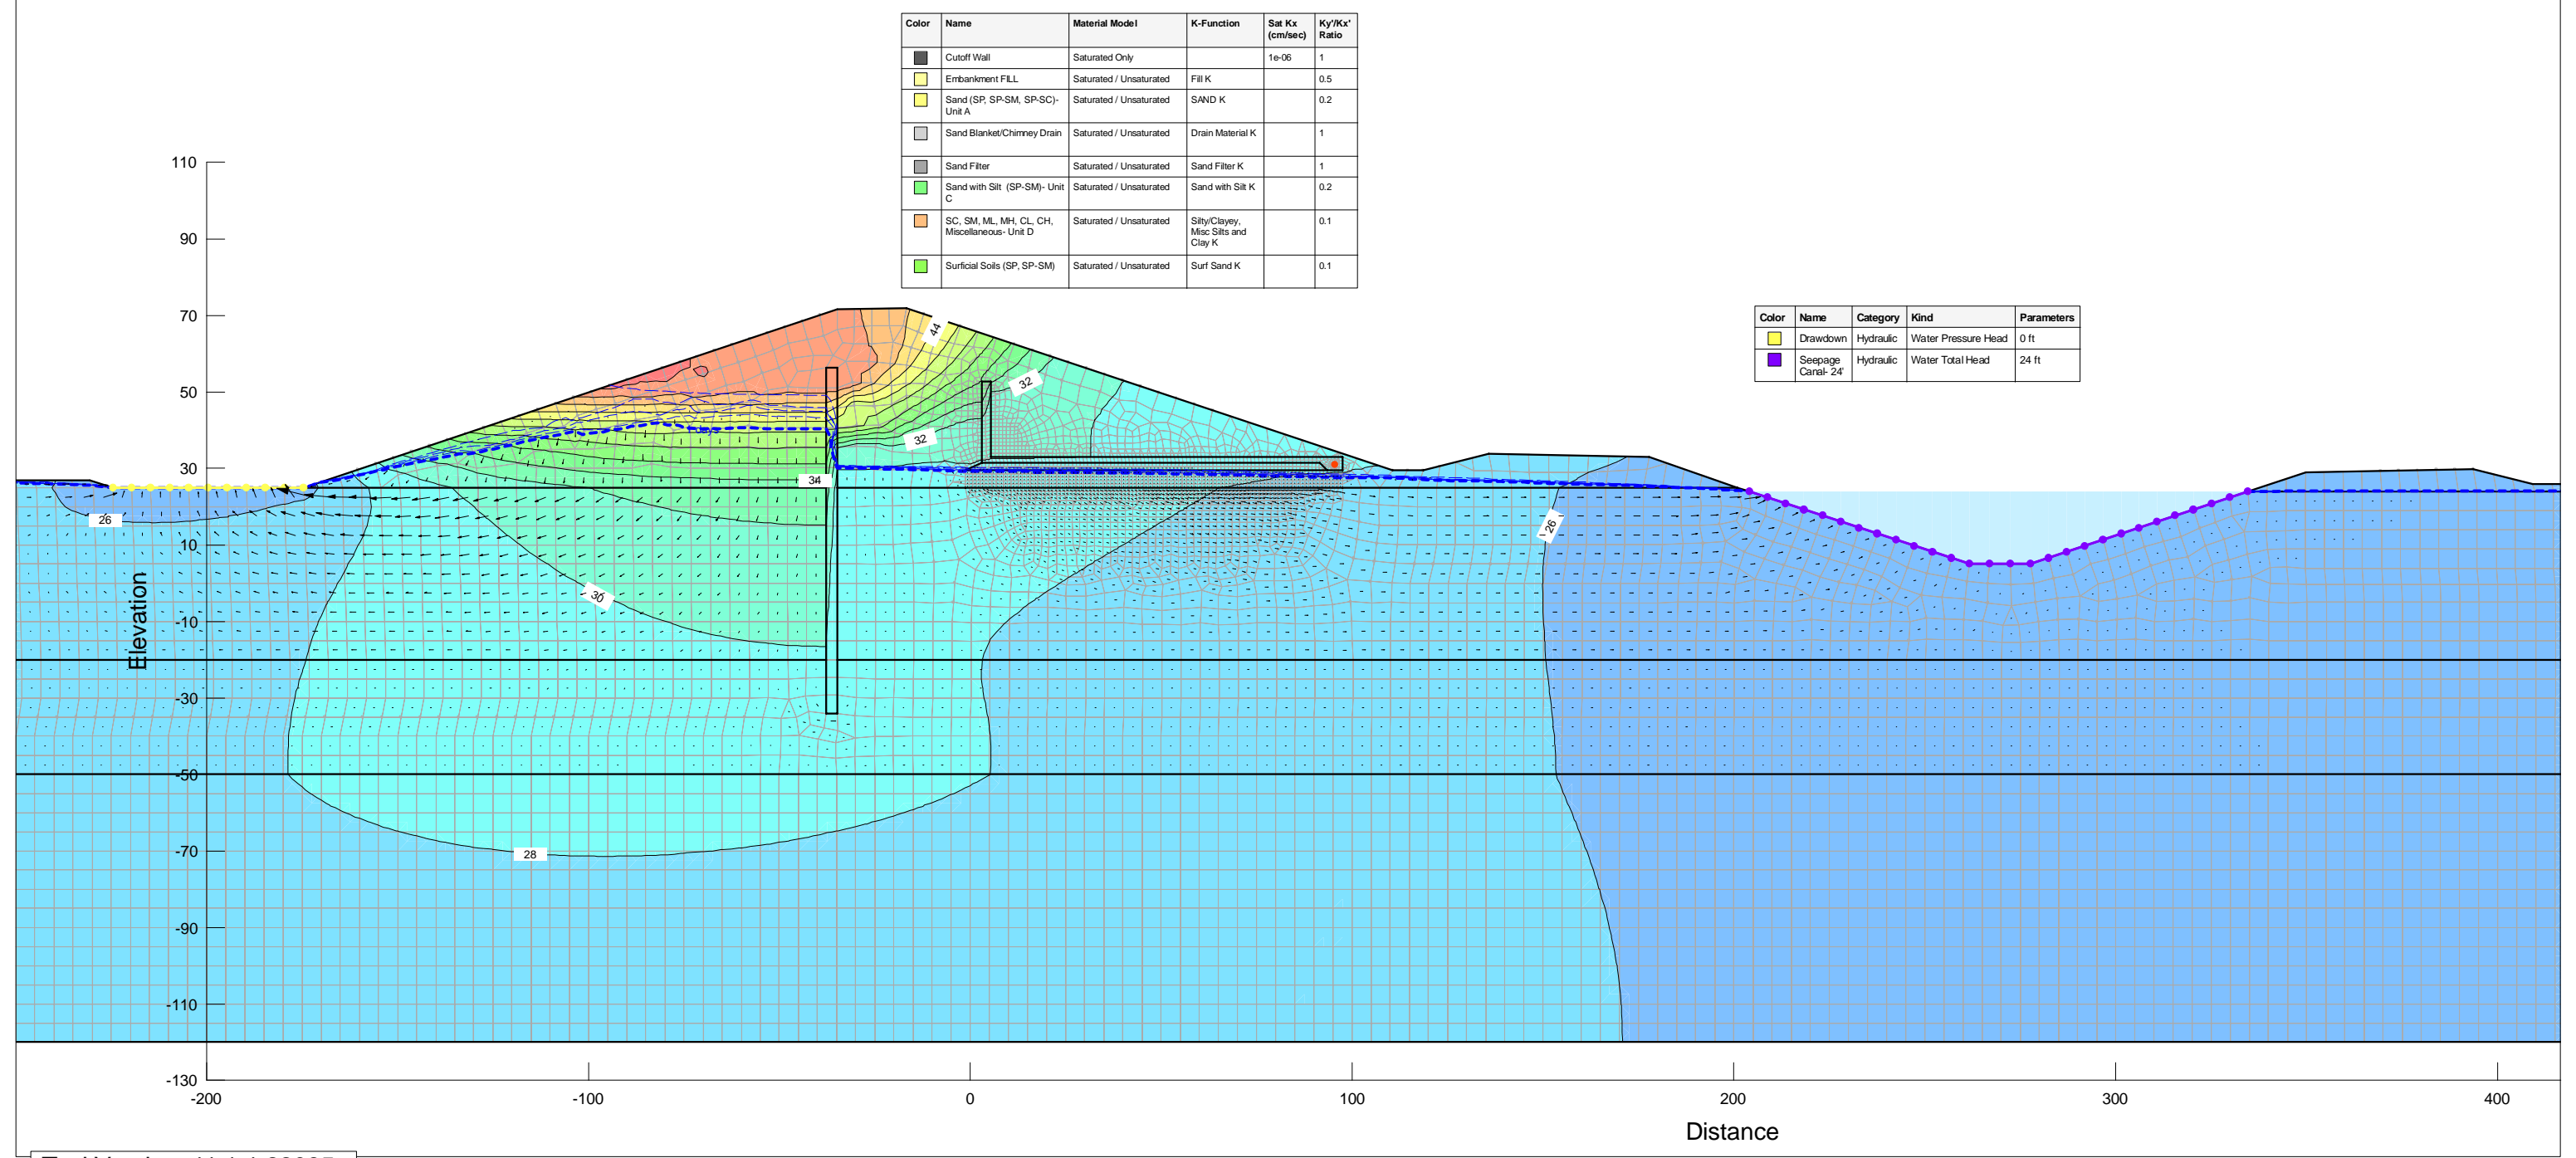 Color Name Material Model K-Function Sat Kx (cm/sec) Ky'/Kx' Ratio
Cutoff Wall Saturated Only 1e-06 1
Embankment FILL Saturated / Unsaturated Fill K 0.5
Sand (SP, SP-SM, SP-SC)- Unit A Saturated / Unsaturated SAND K 0.2
Sand Blanket/Chimney Drain Saturated / Unsaturated Drain Material K 1
Sand Filter Saturated / Unsaturated Sand Filter K 1
Sand with Silt (SP-SM)- Unit C Saturated / Unsaturated Sand with Silt K 0.2
SC, SM, ML, MH, CL, CH, Miscellaneous- Unit D Saturated / Unsaturated Silty/Clayey, Misc Silts and Clay K 0.1
Surficial Soils (SP, SP-SM) Saturated / Unsaturated Surf Sand K 0.1
Color Name Category Kind Parameters
Drawdown Hydraulic Water Pressure Head 0 ft
Seepage Canal- 24' Hydraulic Water Total Head 24 ft
110
90
70
50
30
10
-10
-30
-50
-70
-90
-110
-130
Elevation
44
32
32
34
26
30
28
26
-200 -100 0 100 200 300 400
Distance